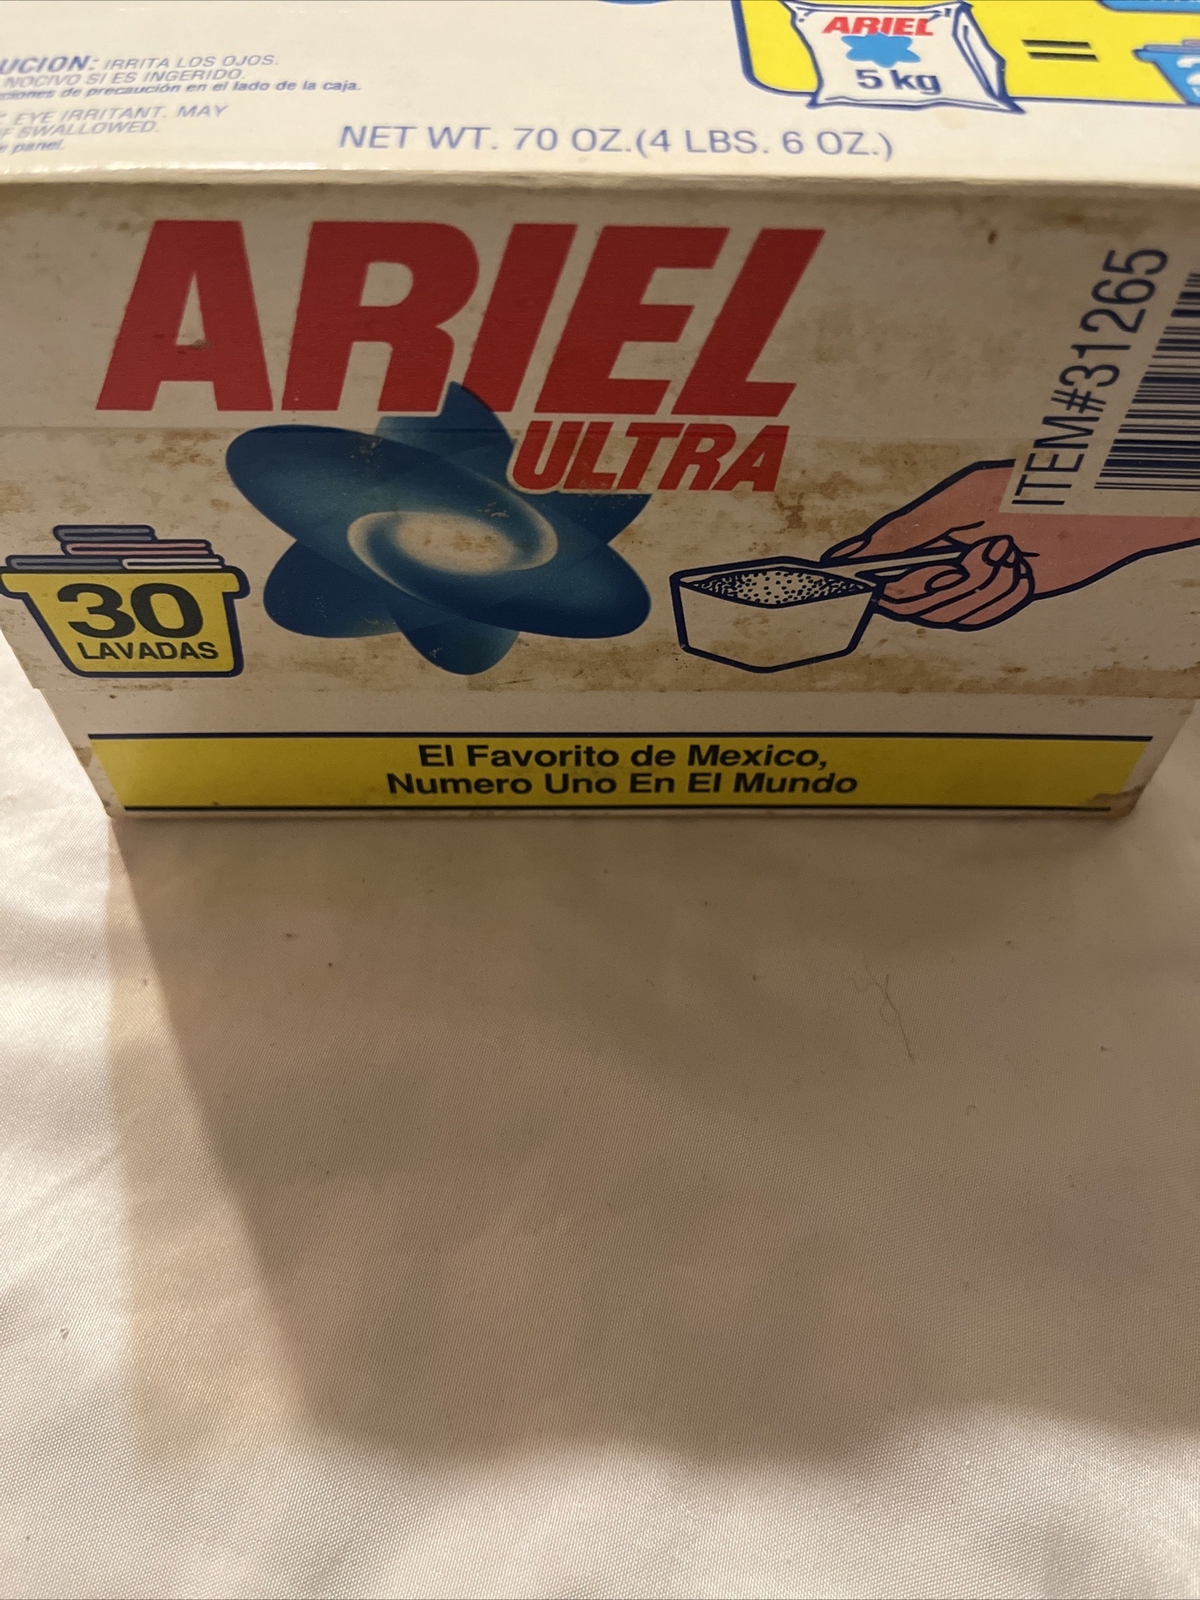 UCION: IRRITA LOS OJOS.
NOCIVO SI ES INGERIDO.
ciones de precaución en el lado de la caja.
EYE IRRITANT. MAY
F SWALLOWED.
e panel.
NET WT. 70 OZ.(4 LBS. 6 OZ.)
ARIEL
5 kg
=
2
ARIEL
ULTRA
ITEM#31265
30
LAVADAS
El Favorito de Mexico,
Numero Uno En El Mundo